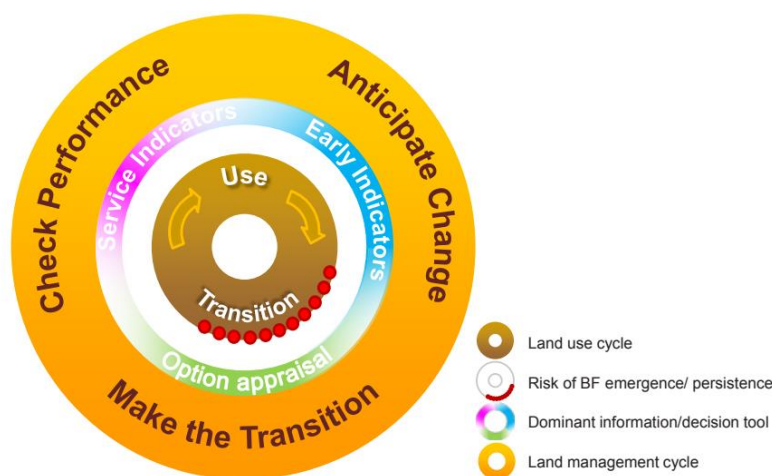 Check Performance
Anticipate Change
Make the Transition
Service Indicators
Early Indicators
Option appraisal
Use
Transition
Land use cycle
Risk of BF emergence/ persistence
Dominant information/decision tool
Land management cycle